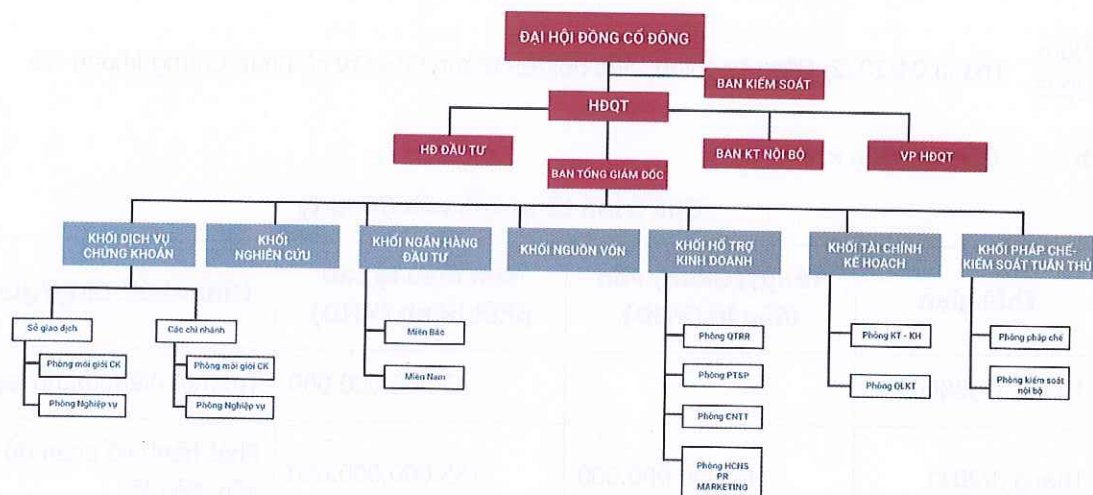 ĐẠI HỘI ĐỒNG CỔ ĐÔNG
BAN KIỂM SOÁT
HĐQT
HĐ ĐẦU TƯ
BAN KT NỘI BỘ
VP HĐQT
BAN TỔNG GIÁM ĐỐC
KHỐI DỊCH VỤ
CHỨNG KHOÁN
KHỐI
NGHIÊN CỨU
KHỐI NGÂN HÀNG
ĐẦU TƯ
KHỐI NGUỒN VỐN
KHỐI HỖ TRỢ
KINH DOANH
KHỐI TÀI CHÍNH
KẾ HOẠCH
KHỐI PHÁP CHẾ-
KIỂM SOÁT TUÂN THỦ
Sở giao dịch
Phòng môi giới CK
Phòng Nghiệp vụ
Các chi nhánh
Phòng môi giới CK
Phòng Nghiệp vụ
Miền Bắc
Miền Nam
Phòng QTRR
Phòng PTSP
Phòng CNTT
Phòng HCNS
PR
MARKETING
Phòng KT - KH
Phòng QLKT
Phòng pháp chế
Phòng kiểm soát
nội bộ